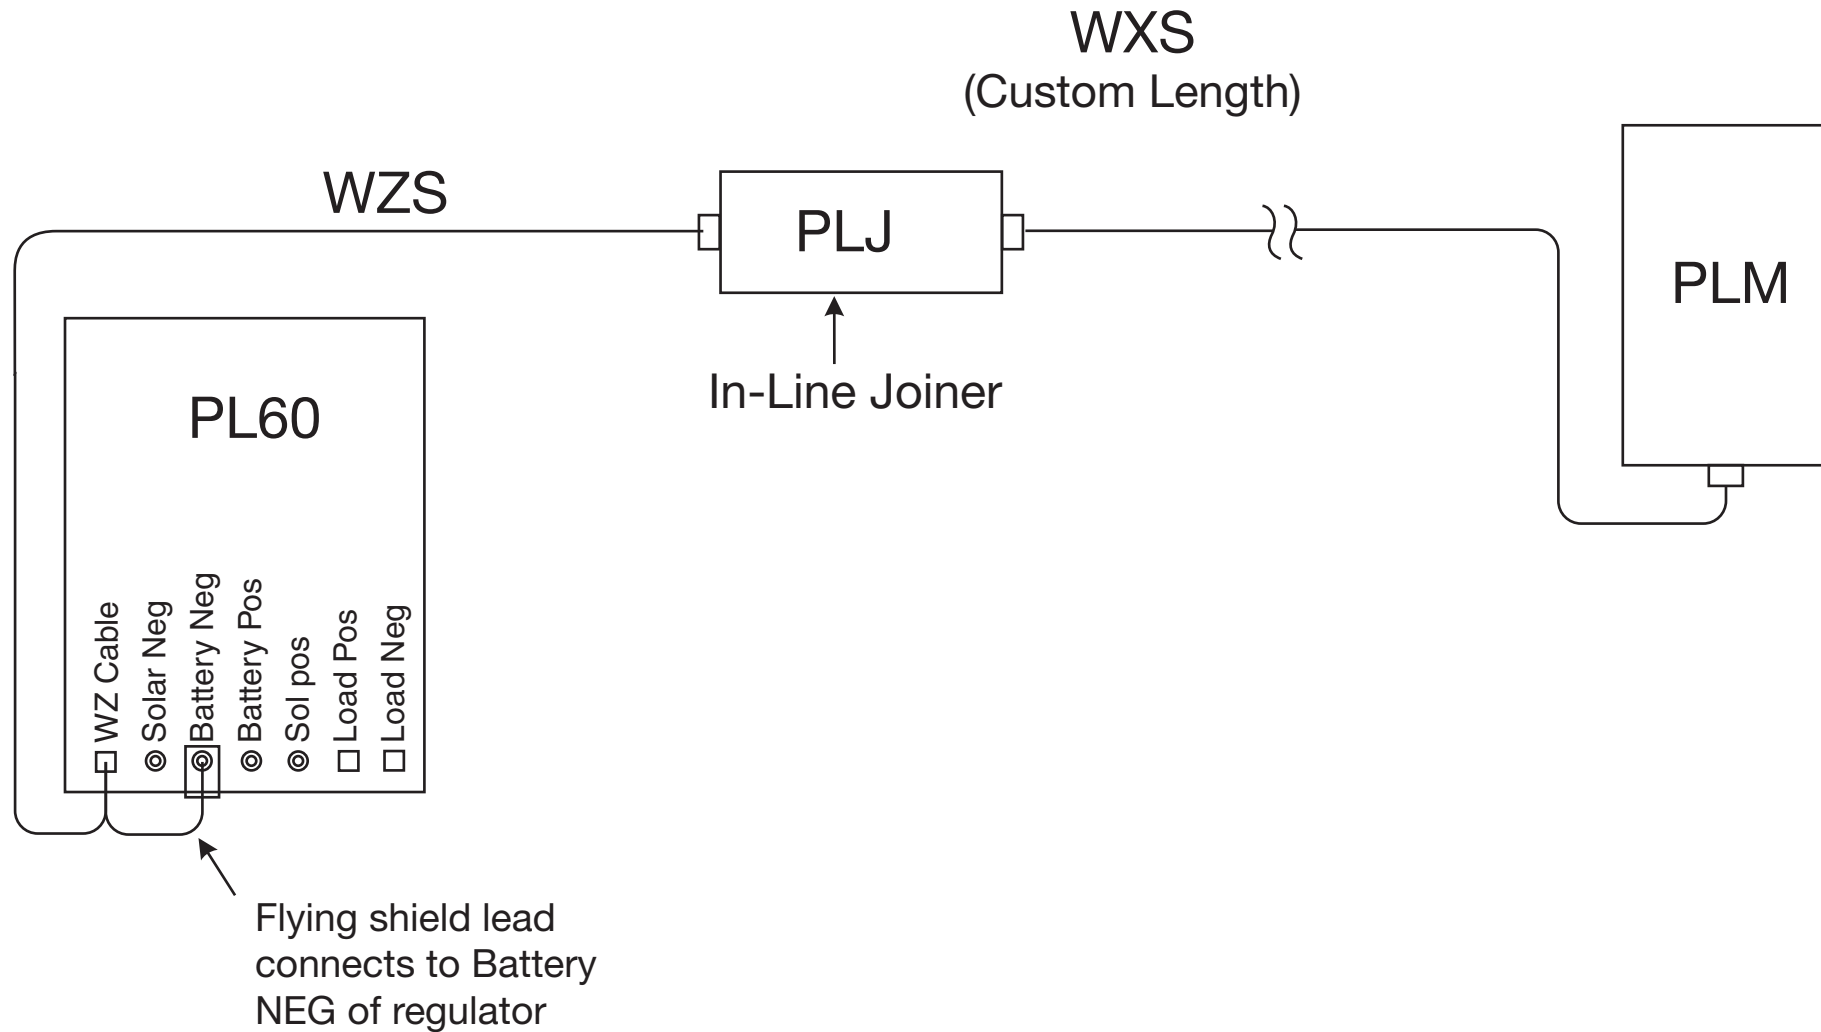 WXS
(Custom Length)
WZS
PLJ
PLM
In-Line Joiner
PL60
WZ Cable
Solar Neg
Battery Neg
Battery Pos
Sol pos
Load Pos
Load Neg
Flying shield lead
connects to Battery
NEG of regulator